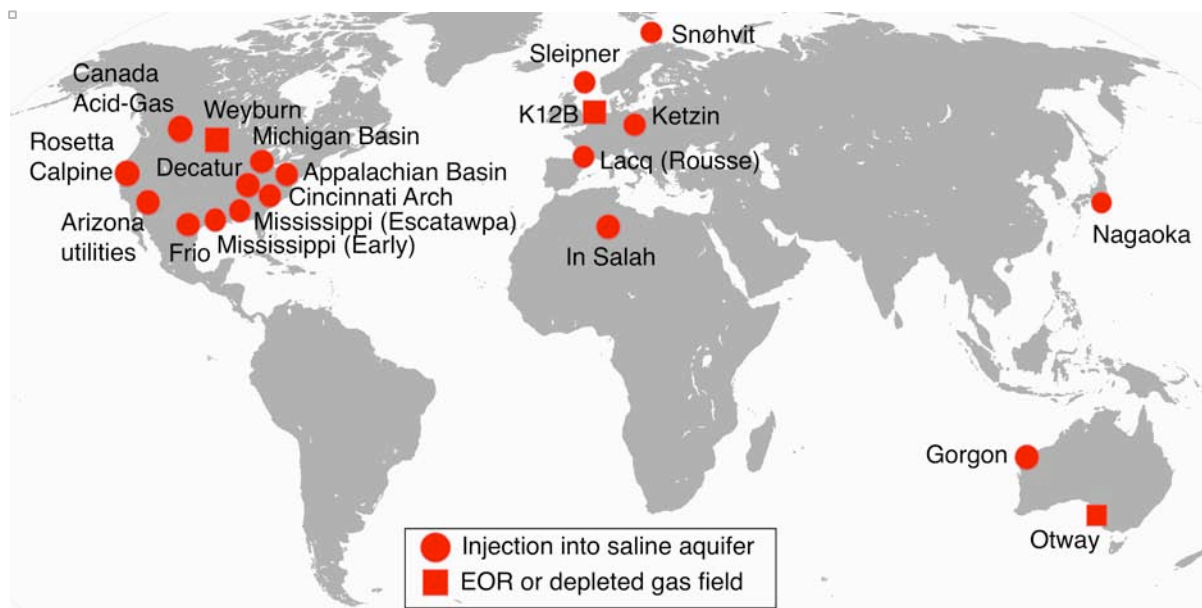 Snøhvit
Sleipner
Canada
Acid-Gas
Weyburn
K12B
Ketzin
Michigan Basin
Rosetta
Calpine
Decatur
Lacq (Rousse)
Appalachian Basin
Cincinnati Arch
Arizona
utilities
Mississippi (Escatawpa)
Frio
Mississippi (Early)
In Salah
Nagaoka
Gorgon
Otway
Injection into saline aquifer
EOR or depleted gas field